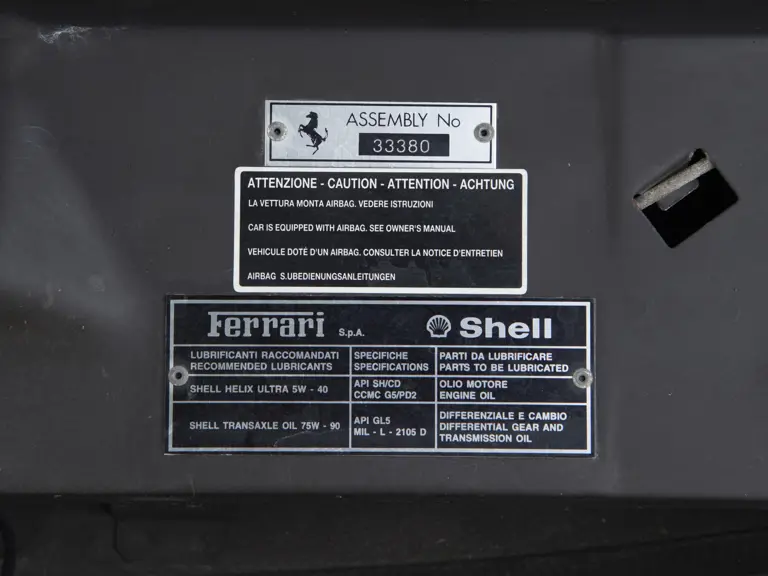 ASSEMBLY No
33380
ATTENZIONE - CAUTION - ATTENTION - ACHTUNG
LA VETTURA MONTA AIRBAG. VEDERE ISTRUZIONI
CAR IS EQUIPPED WITH AIRBAG. SEE OWNER'S MANUAL
VEHICULE DOTÉ D'UN AIRBAG. CONSULTER LA NOTICE D'ENTRETIEN
AIRBAG S.UBEDIENUNGSANLEITUNGEN
Ferrari S.p.A. Shell
LUBRIFICANTI RACCOMANDATI
RECOMMENDED LUBRICANTS
SPECIFICHE
SPECIFICATIONS
PARTI DA LUBRIFICARE
PARTS TO BE LUBRICATED
SHELL HELIX ULTRA 5W - 40
API SH/CD
CCMC G5/PD2
OLIO MOTORE
ENGINE OIL
SHELL TRANSAXLE OIL 75W - 90
API GL5
MIL - L - 2105 D
DIFFERENZIALE E CAMBIO
DIFFERENTIAL GEAR AND
TRANSMISSION OIL